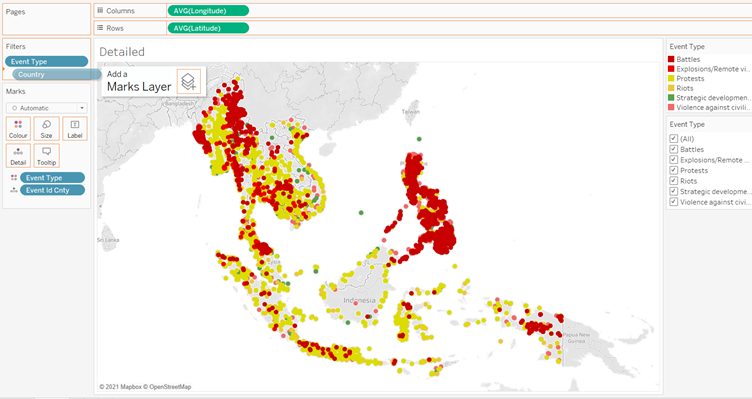 Pages
Columns
AVG(Longitude)
Rows
AVG(Latitude)
Filters
Event Type
Country
Marks
Automatic
Colour
Size
Label
Detail
Tooltip
Event Type
Event Id Cnty
Detailed
Add a
Marks Layer
Bangladesh
Taiwan
Sri Lanka
Indonesia
Papua New
Guinea
© 2021 Mapbox © OpenStreetMap
Event Type
Battles
Explosions/Remote vi...
Protests
Riots
Strategic developmen...
Violence against civili...
Event Type
(All)
Battles
Explosions/Remote ...
Protests
Riots
Strategic developme...
Violence against civi...